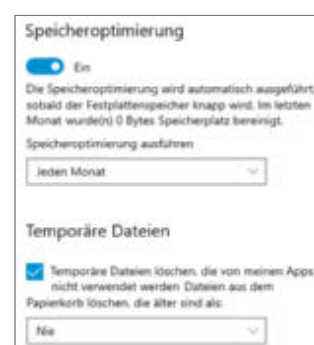 Speicheroptimierung
Ein
Die Speicheroptimierung wird automatisch ausgeführt,
sobald der Festplattenspeicher knapp wird. Im letzten
Monat wurde(n) 0 Bytes Speicherplatz bereinigt.
Speicheroptimierung ausführen
Jeden Monat
Temporäre Dateien
Temporäre Dateien löschen, die von meinen Apps
nicht verwendet werden Dateien aus dem
Papierkorb löschen, die älter sind als:
Nie